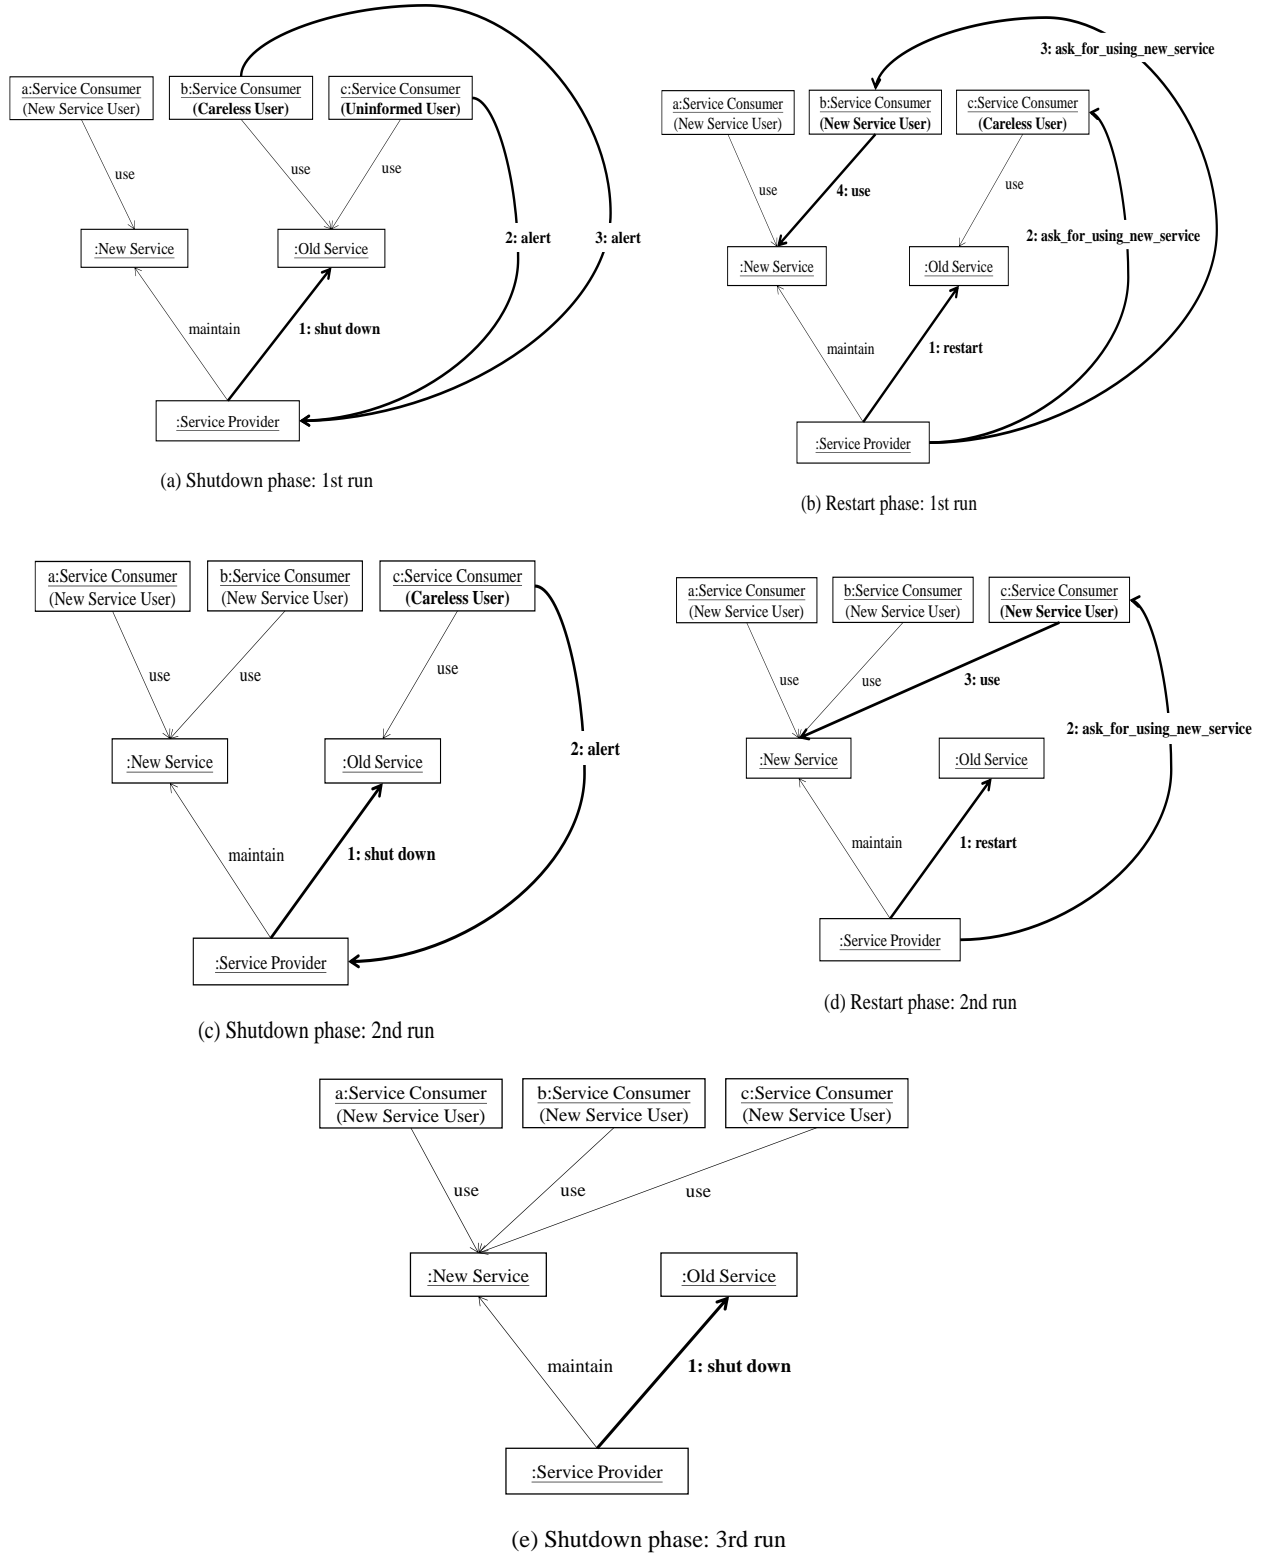 a:Service Consumer
(New Service User)
b:Service Consumer
(Careless User)
c:Service Consumer
(Uninformed User)
use
use
use
:New Service
:Old Service
2: alert
3: alert
maintain
1: shut down
:Service Provider
(a) Shutdown phase: 1st run
3: ask_for_using_new_service
a:Service Consumer
(New Service User)
b:Service Consumer
(New Service User)
c:Service Consumer
(Careless User)
use
4: use
use
2: ask_for_using_new_service
:New Service
:Old Service
maintain
1: restart
:Service Provider
(b) Restart phase: 1st run
a:Service Consumer
(New Service User)
b:Service Consumer
(New Service User)
c:Service Consumer
(Careless User)
use
use
use
:New Service
:Old Service
2: alert
maintain
1: shut down
:Service Provider
(c) Shutdown phase: 2nd run
a:Service Consumer
(New Service User)
b:Service Consumer
(New Service User)
c:Service Consumer
(New Service User)
use
use
3: use
2: ask_for_using_new_service
:New Service
:Old Service
maintain
1: restart
:Service Provider
(d) Restart phase: 2nd run
a:Service Consumer
(New Service User)
b:Service Consumer
(New Service User)
c:Service Consumer
(New Service User)
use
use
use
:New Service
:Old Service
maintain
1: shut down
:Service Provider
(e) Shutdown phase: 3rd run